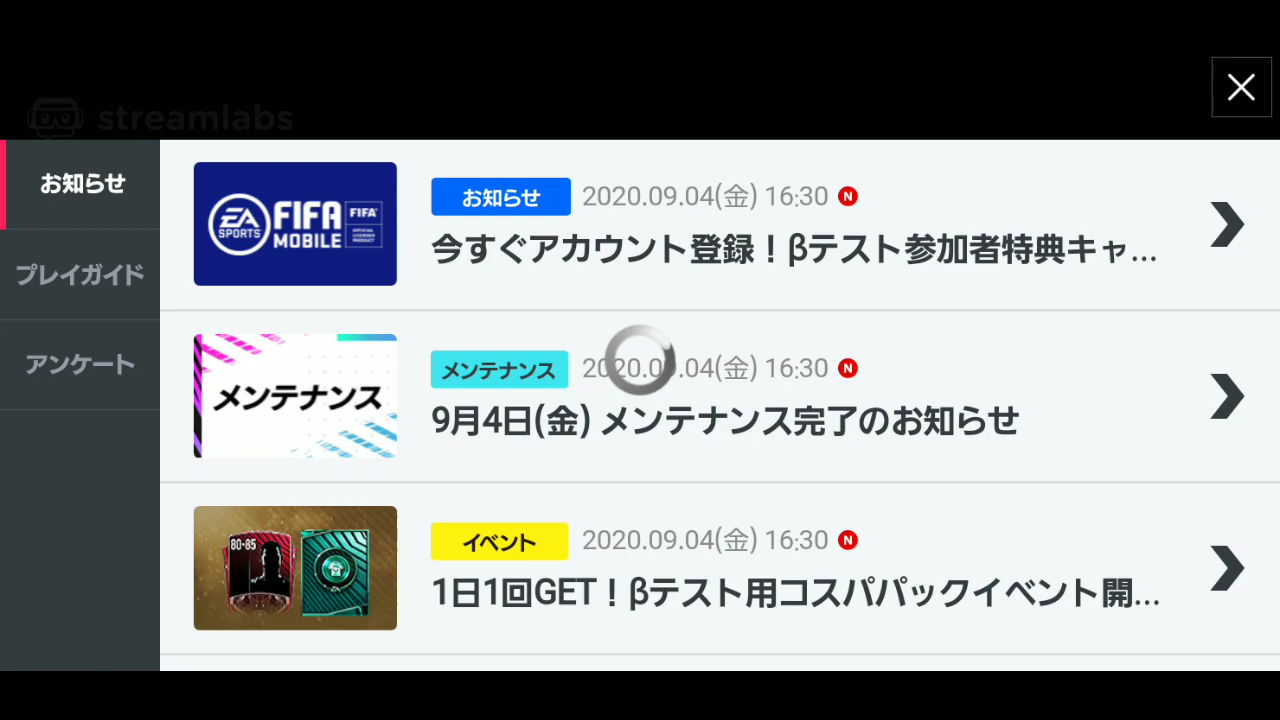 streamlabs
お知らせ
プレイガイド
アンケート
EA SPORTS FIFA MOBILE FIFA OFFICIAL LICENSED PRODUCT
お知らせ 2020.09.04(金) 16:30 N
今すぐアカウント登録！βテスト参加者特典キャ...
メンテナンス
メンテナンス 2020.09.04(金) 16:30 N
9月4日(金) メンテナンス完了のお知らせ
80-85
イベント 2020.09.04(金) 16:30 N
1日1回GET！βテスト用コスパパックイベント開...